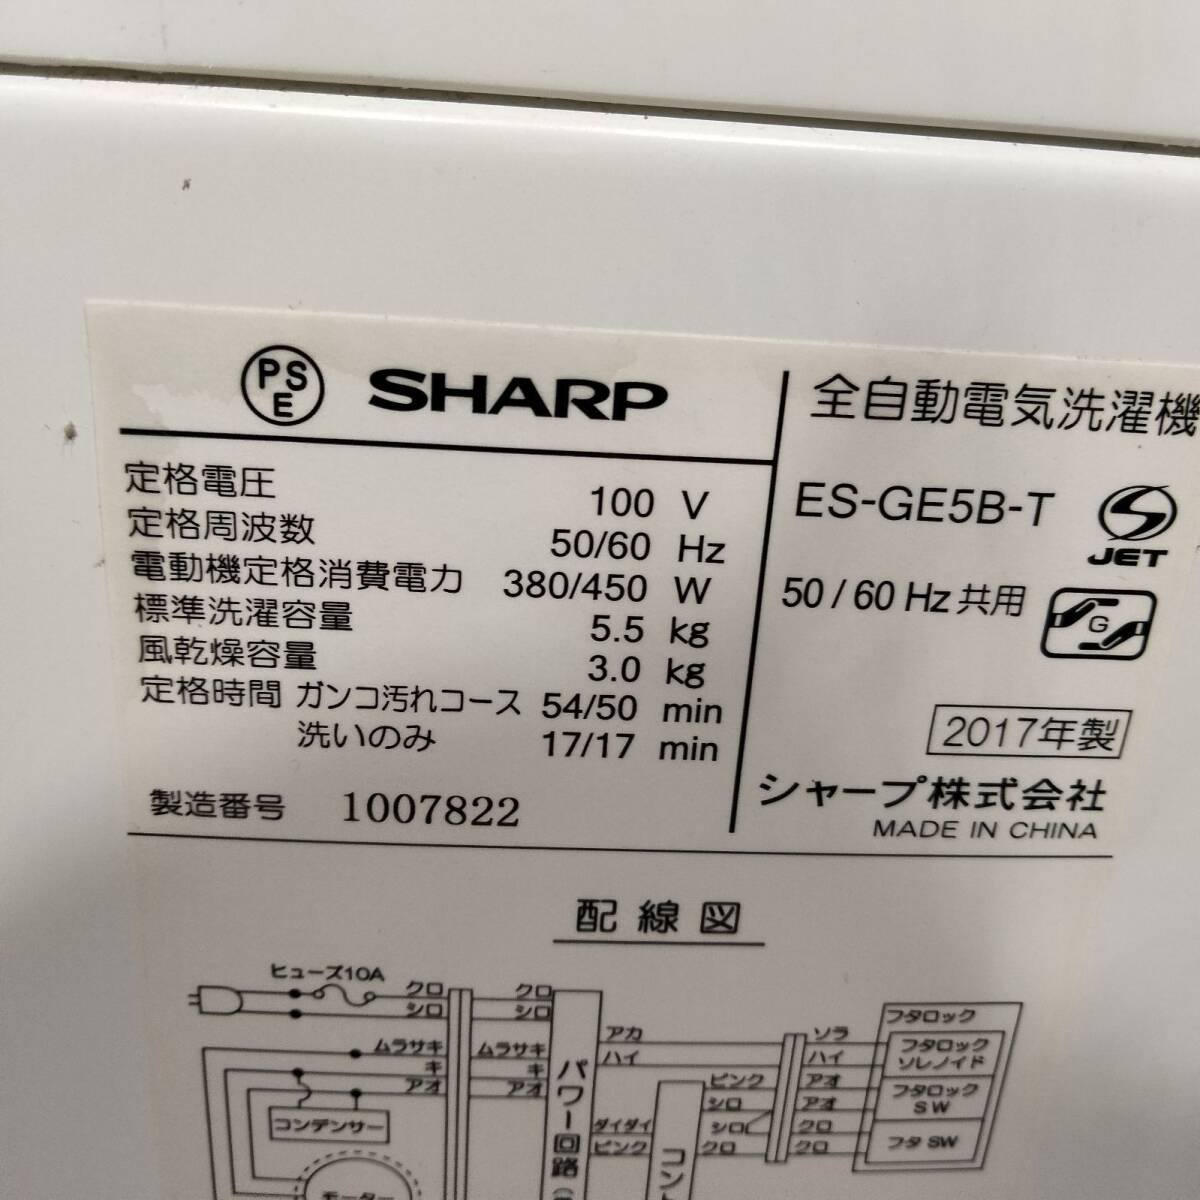 PSE SHARP
定格電圧 100 V
定格周波数 50/60 Hz
電動機定格消費電力 380/450 W
標準洗濯容量 5.5 kg
風乾燥容量 3.0 kg
定格時間 ガンコ汚れコース 54/50 min
洗いのみ 17/17 min
製造番号 1007822
全自動電気洗濯機
ES-GE5B-T
S JET
50 / 60 Hz 共用
G
2017年製
シャープ株式会社
MADE IN CHINA
配線図
ヒューズ10A
クロ
シロ
ムラサキ
キ
アオ
コンデンサー
モーター
クロ
シロ
ムラサキ
キ
アオ
パワー回路
アカ
ハイ
ダイダイ
ピンク
コント
ピンク
シロ
シロ
クロ
ソラ
ハイ
アオ
アオ
クロ
クロ
フタロック
フタロック
ソレノイド
フタロック
SW
フタ SW